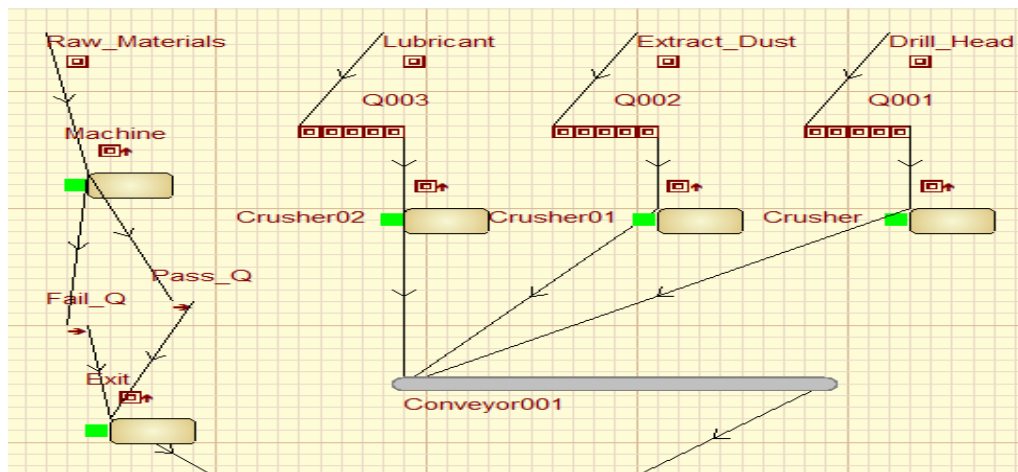 Raw_Materials
Lubricant
Extract_Dust
Drill_Head
Q003
Q002
Q001
Machine
Crusher02
Crusher01
Crusher
Pass_Q
Fail_Q
Exit
Conveyor001